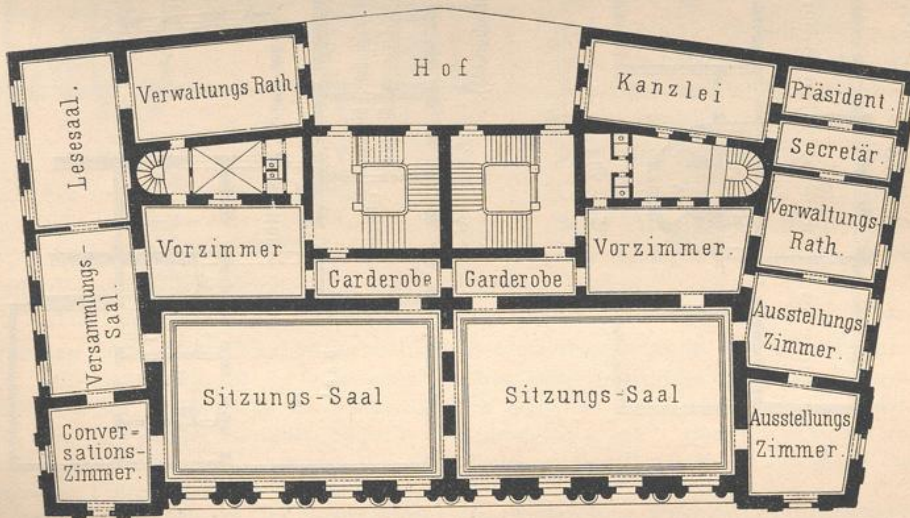 Hof
Verwaltungs Rath.
Kanzlei
Präsident.
Lesesaal.
Secretär.
Verwaltungs-
Rath.
Vorzimmer
Vorzimmer.
Garderobe
Garderobe
Versammlungs-
Saal.
Ausstellungs
Zimmer.
Sitzungs-Saal
Sitzungs-Saal
Conver=
sations-
Zimmer.
Ausstellungs
Zimmer.